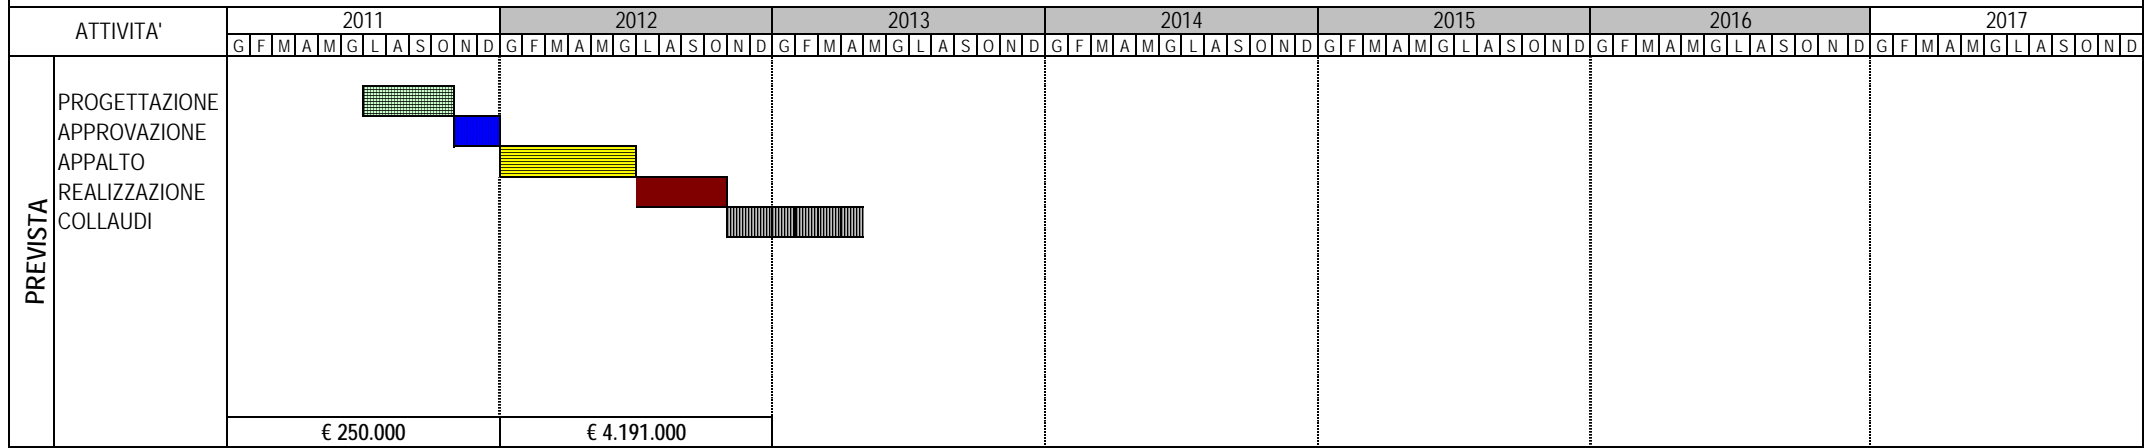 ATTIVITA' 2011 2012 2013 2014 2015 2016 2017
G F M A M G L A S O N D G F M A M G L A S O N D G F M A M G L A S O N D G F M A M G L A S O N D G F M A M G L A S O N D G F M A M G L A S O N D G F M A M G L A S O N D
PREVISTA
PROGETTAZIONE
APPROVAZIONE
APPALTO
REALIZZAZIONE
COLLAUDI
€ 250.000 € 4.191.000